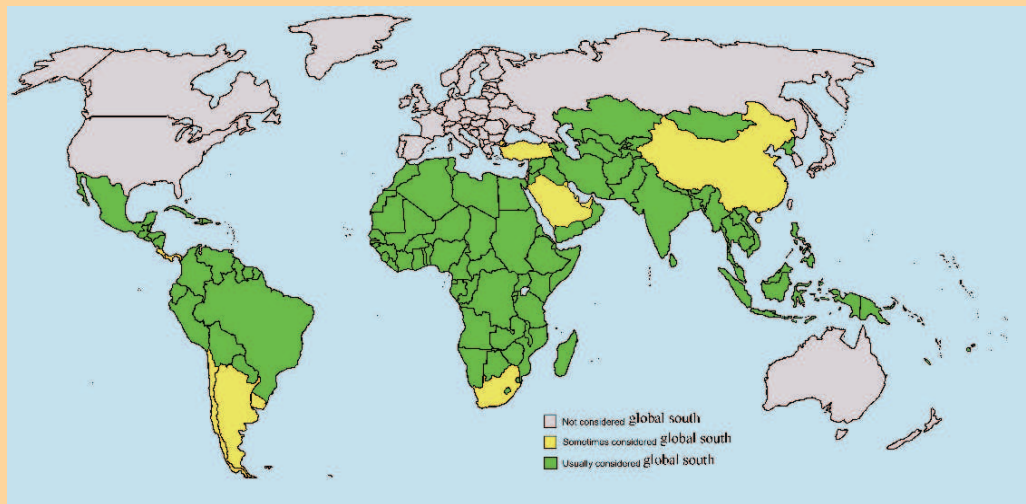 Not considered global south
Sometimes considered global south
Usually considered global south